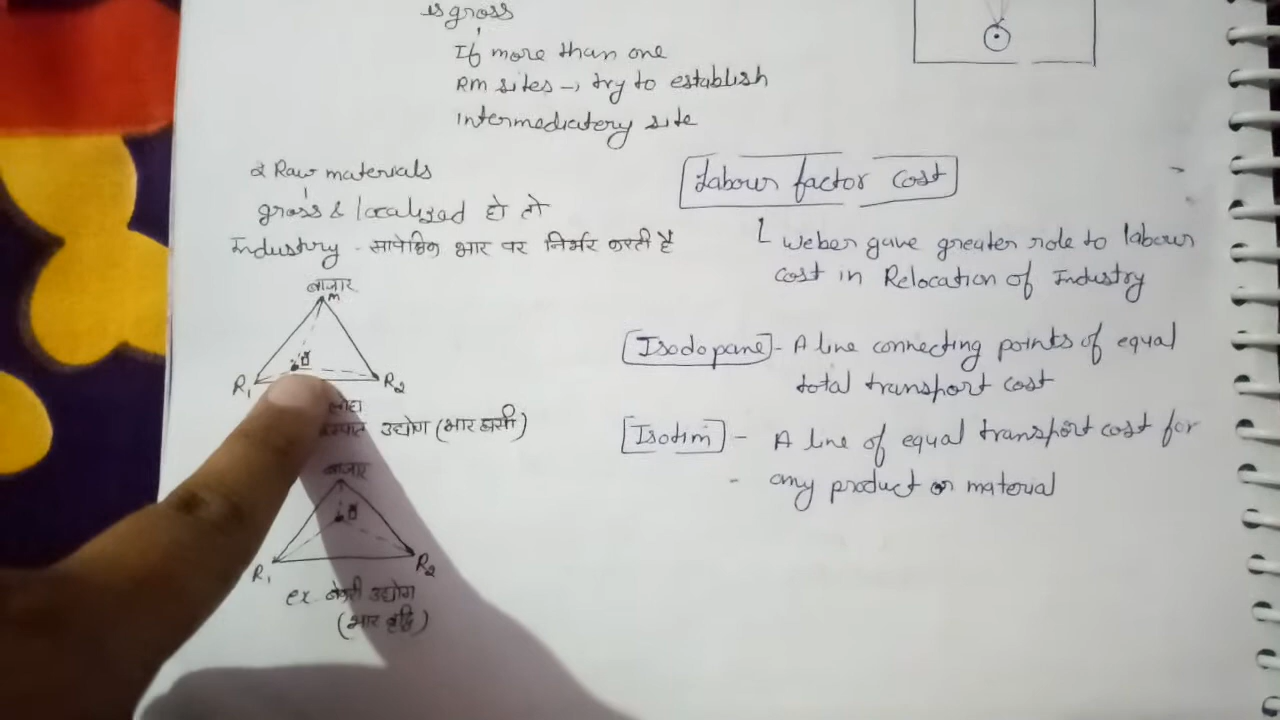 is gross
If more than one
RM sites → try to establish
intermediatery site
2 Raw materials
gross & localized हो तो
Industry - सापेक्षिक भार पर निर्भर करती है
बाजार
M
R₁
R₂
लोहा
उद्योग (भार ह्रासी)
बाजार
R₁
R₂
ex बेकरी उद्योग
(भार वृद्धि)
Labour factor cost
Weber gave greater role to labour
cost in Relocation of Industry
Isodopane - A line connecting points of equal
total transport cost
Isotim - A line of equal transport cost for
any product or material